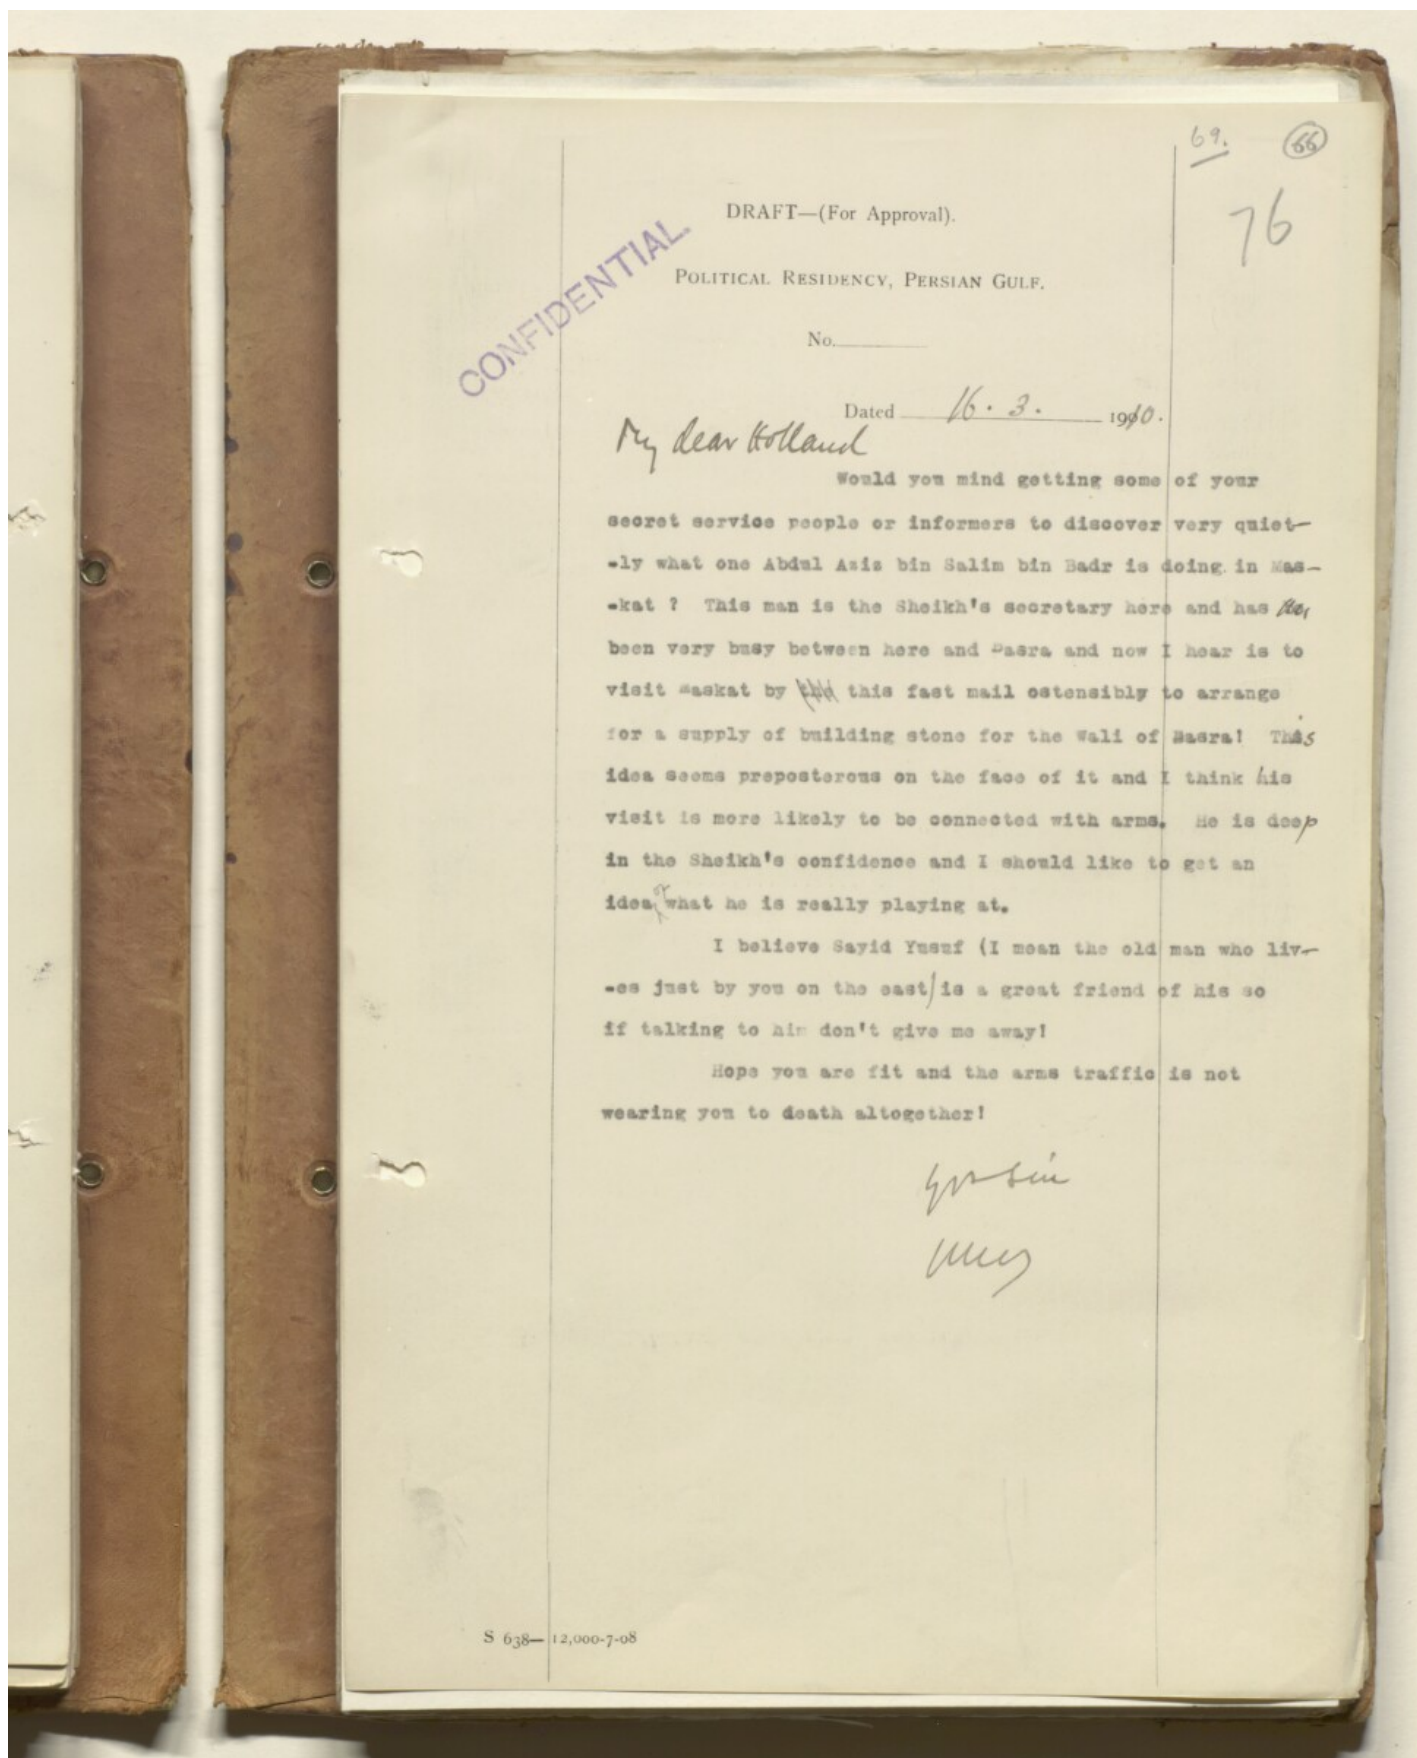 69.
66
76
DRAFT—(For Approval).
CONFIDENTIAL.
POLITICAL RESIDENCY, PERSIAN GULF.
No.
Dated 16 . 3 . 1910.
My dear Holland
Would you mind getting some of your
secret service people or informers to discover very quiet-
-ly what one Abdul Aziz bin Salim bin Badr is doing in Mas-
-kat ? This man is the Sheikh's secretary here and has
been very busy between here and Basra and now I hear is to
visit Maskat by this fast mail ostensibly to arrange
for a supply of building stone for the Wali of Basra! This
idea seems preposterous on the face of it and I think his
visit is more likely to be connected with arms. He is deep
in the Sheikh's confidence and I should like to get an
idea of what he is really playing at.
I believe Sayid Yusuf (I mean the old man who liv-
-es just by you on the east) is a great friend of his so
if talking to him don't give me away!
Hope you are fit and the arms traffic is not
wearing you to death altogether!
S 638—12,000-7-08